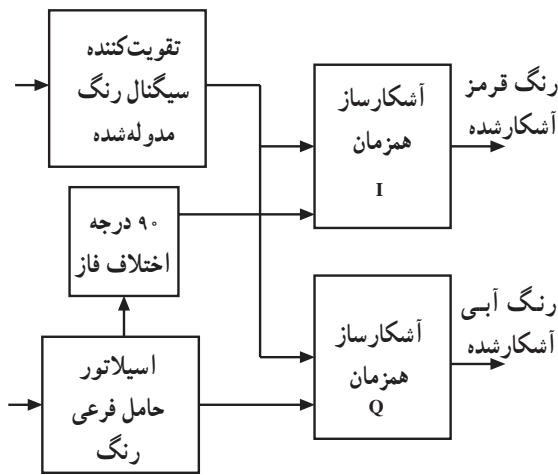 تقویت‌کننده
سیگنال رنگ
مدوله‌شده
آشکارساز
همزمان
I
رنگ قرمز
آشکارشده
۹۰ درجه
اختلاف فاز
اسیلاتور
حامل فرعی
رنگ
آشکارساز
همزمان
Q
رنگ آبی
آشکارشده